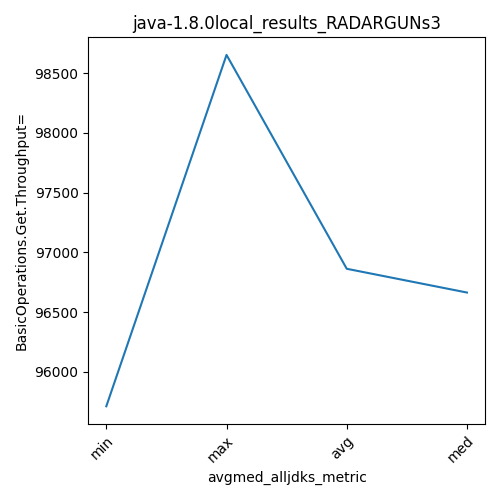 java-1.8.0local_results_RADARGUNs3
BasicOperations.Get.Throughput=
98500
98000
97500
97000
96500
96000
min
max
avg
med
avgmed_alljdks_metric